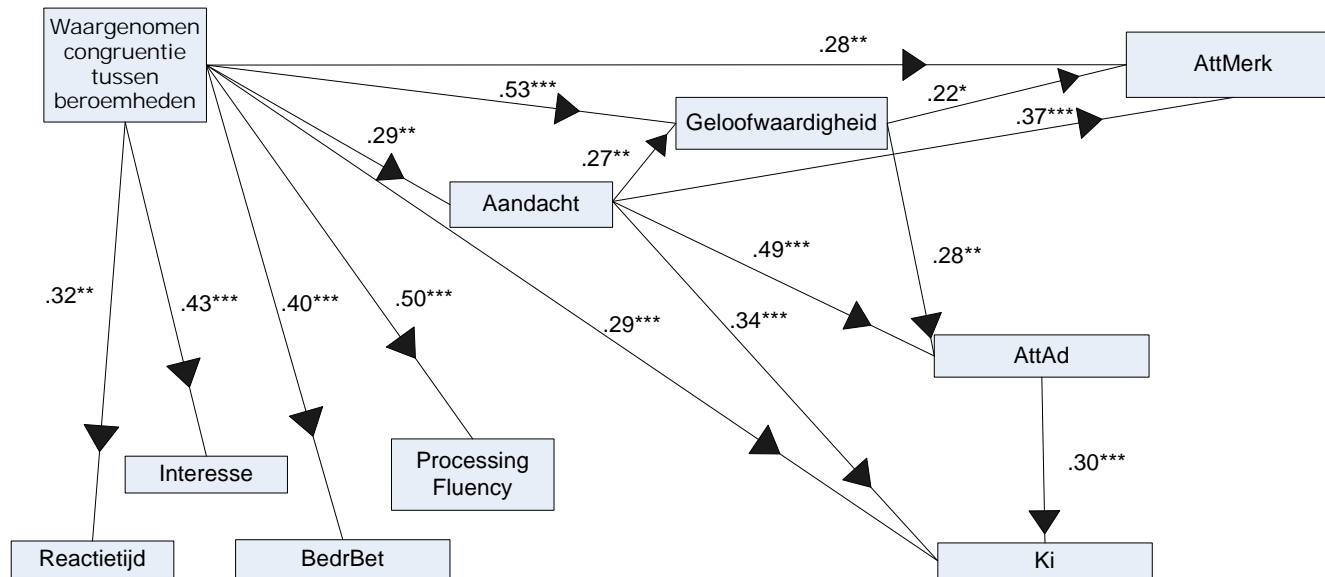 Waargenomen
congruentie
tussen
beroemheden
.28**
AttMerk
.53***
.22*
Geloofwaardigheid
.37***
.29**
.27**
Aandacht
.49***
.28**
.32**
.43***
.40***
.50***
.29***
.34***
AttAd
Processing
Fluency
Interesse
.30***
Reactietijd
BedrBet
Ki